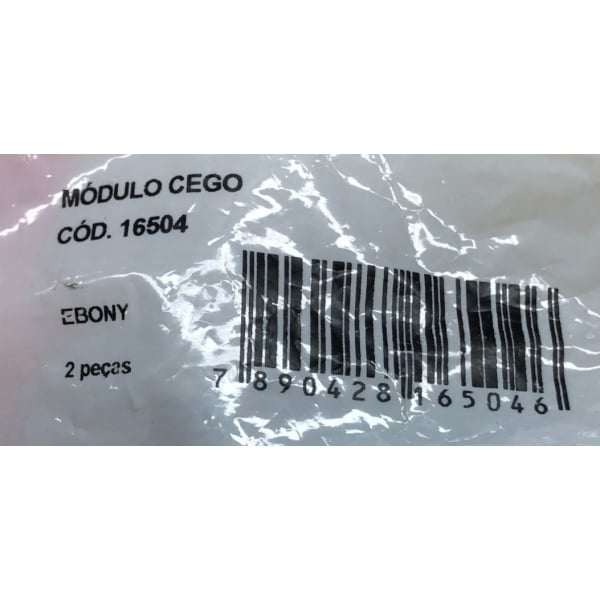 MÓDULO CEGO
CÓD. 16504
EBONY
2 peças
7 890428 165046